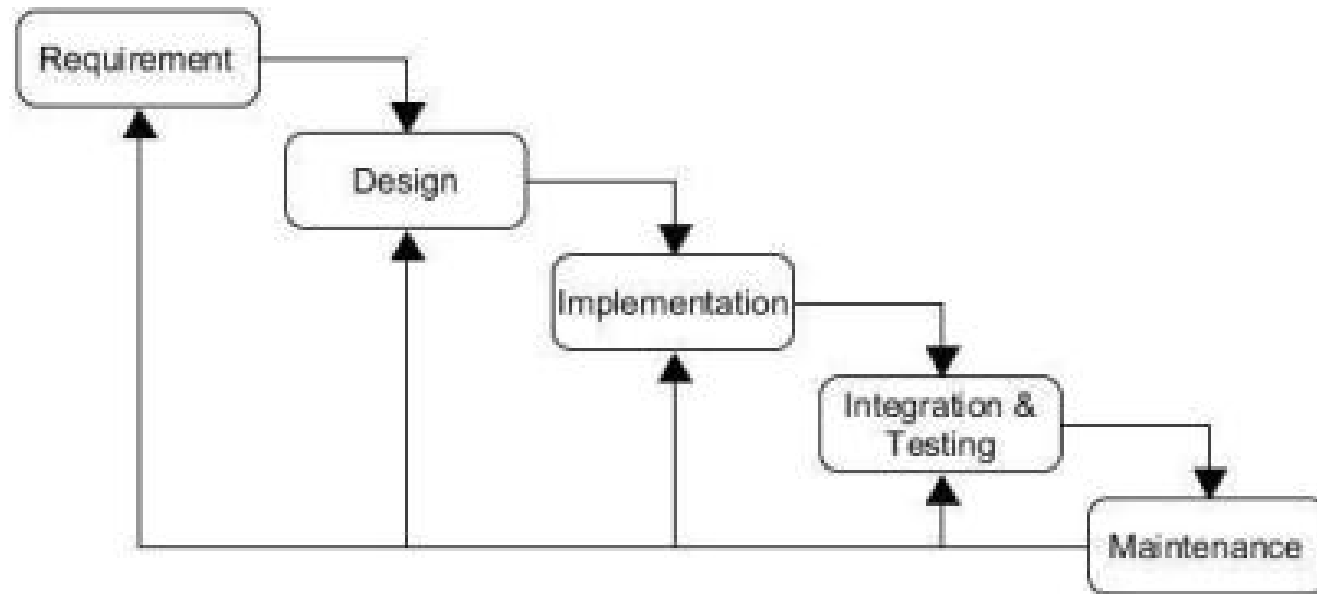 Requirement
Design
Implementation
Integration &
Testing
Maintenance